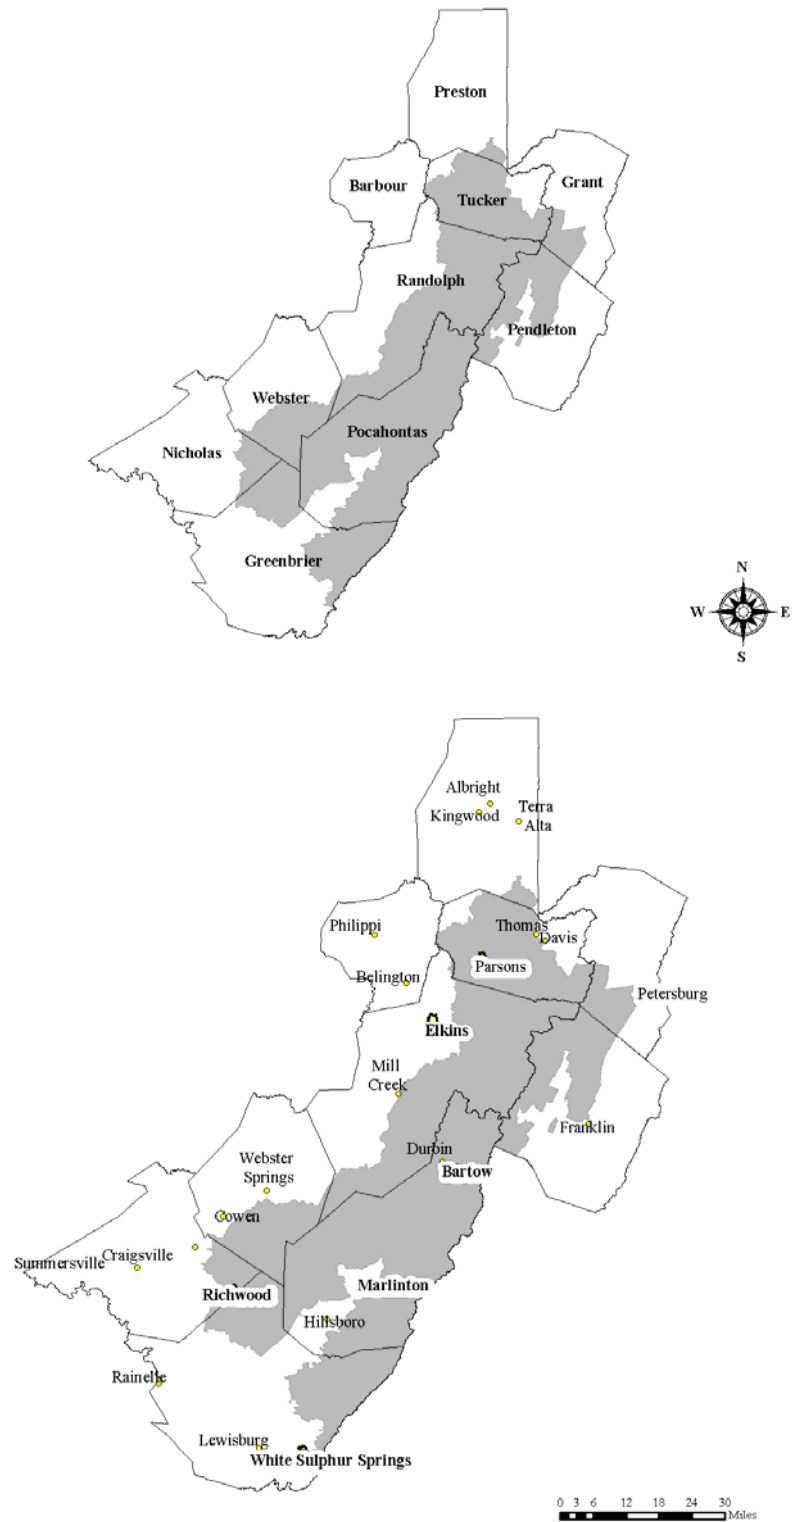 Preston
Barbour
Tucker
Grant
Randolph
Pendleton
Webster
Pocahontas
Nicholas
Greenbrier
N
W E
S
Albright
Kingwood
Terra
Alta
Philippi
Thomas
Davis
Parsons
Belington
Petersburg
Elkins
Mill
Creek
Franklin
Durbin
Bartow
Webster
Springs
Cowen
Summersville
Craigsville
Richwood
Marlinton
Hillsboro
Rainelle
Lewisburg
White Sulphur Springs
0 3 6 12 18 24 30
Miles